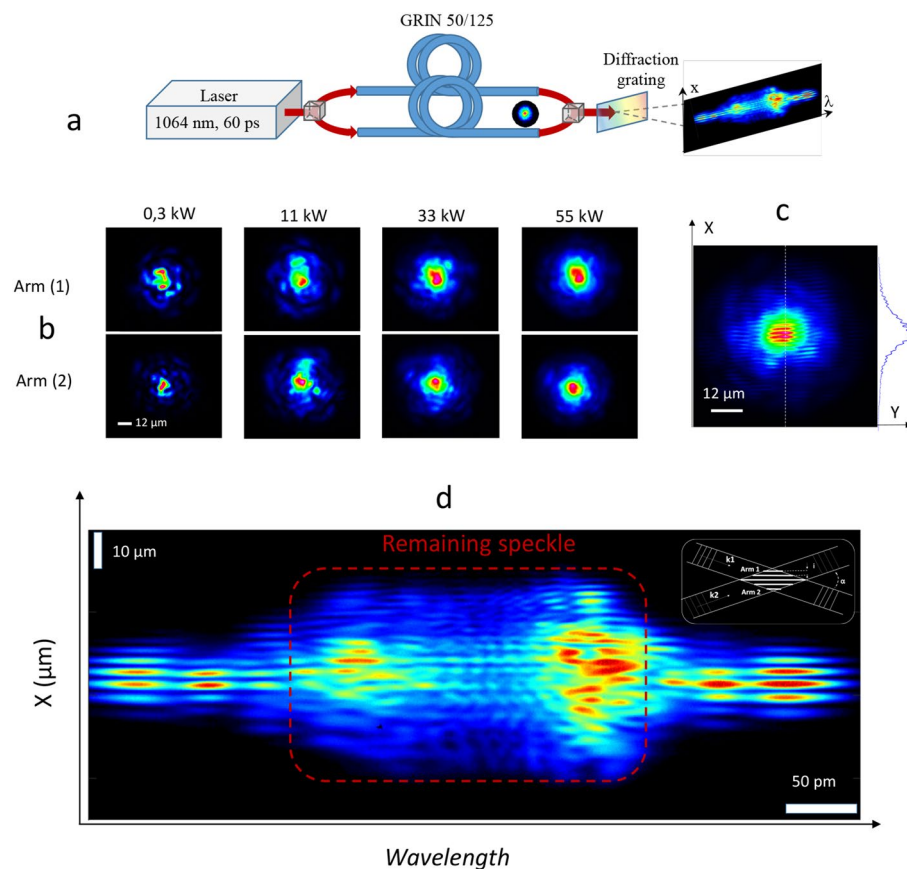 GRIN 50/125
Diffraction
grating
Laser
1064 nm, 60 ps
x
λ
a
0,3 kW
11 kW
33 kW
55 kW
c
X
Arm (1)
b
Arm (2)
12 µm
12 µm
Y
d
10 µm
Remaining speckle
k1
Arm 1
i
α
k2
Arm 2
X (µm)
50 pm
Wavelength